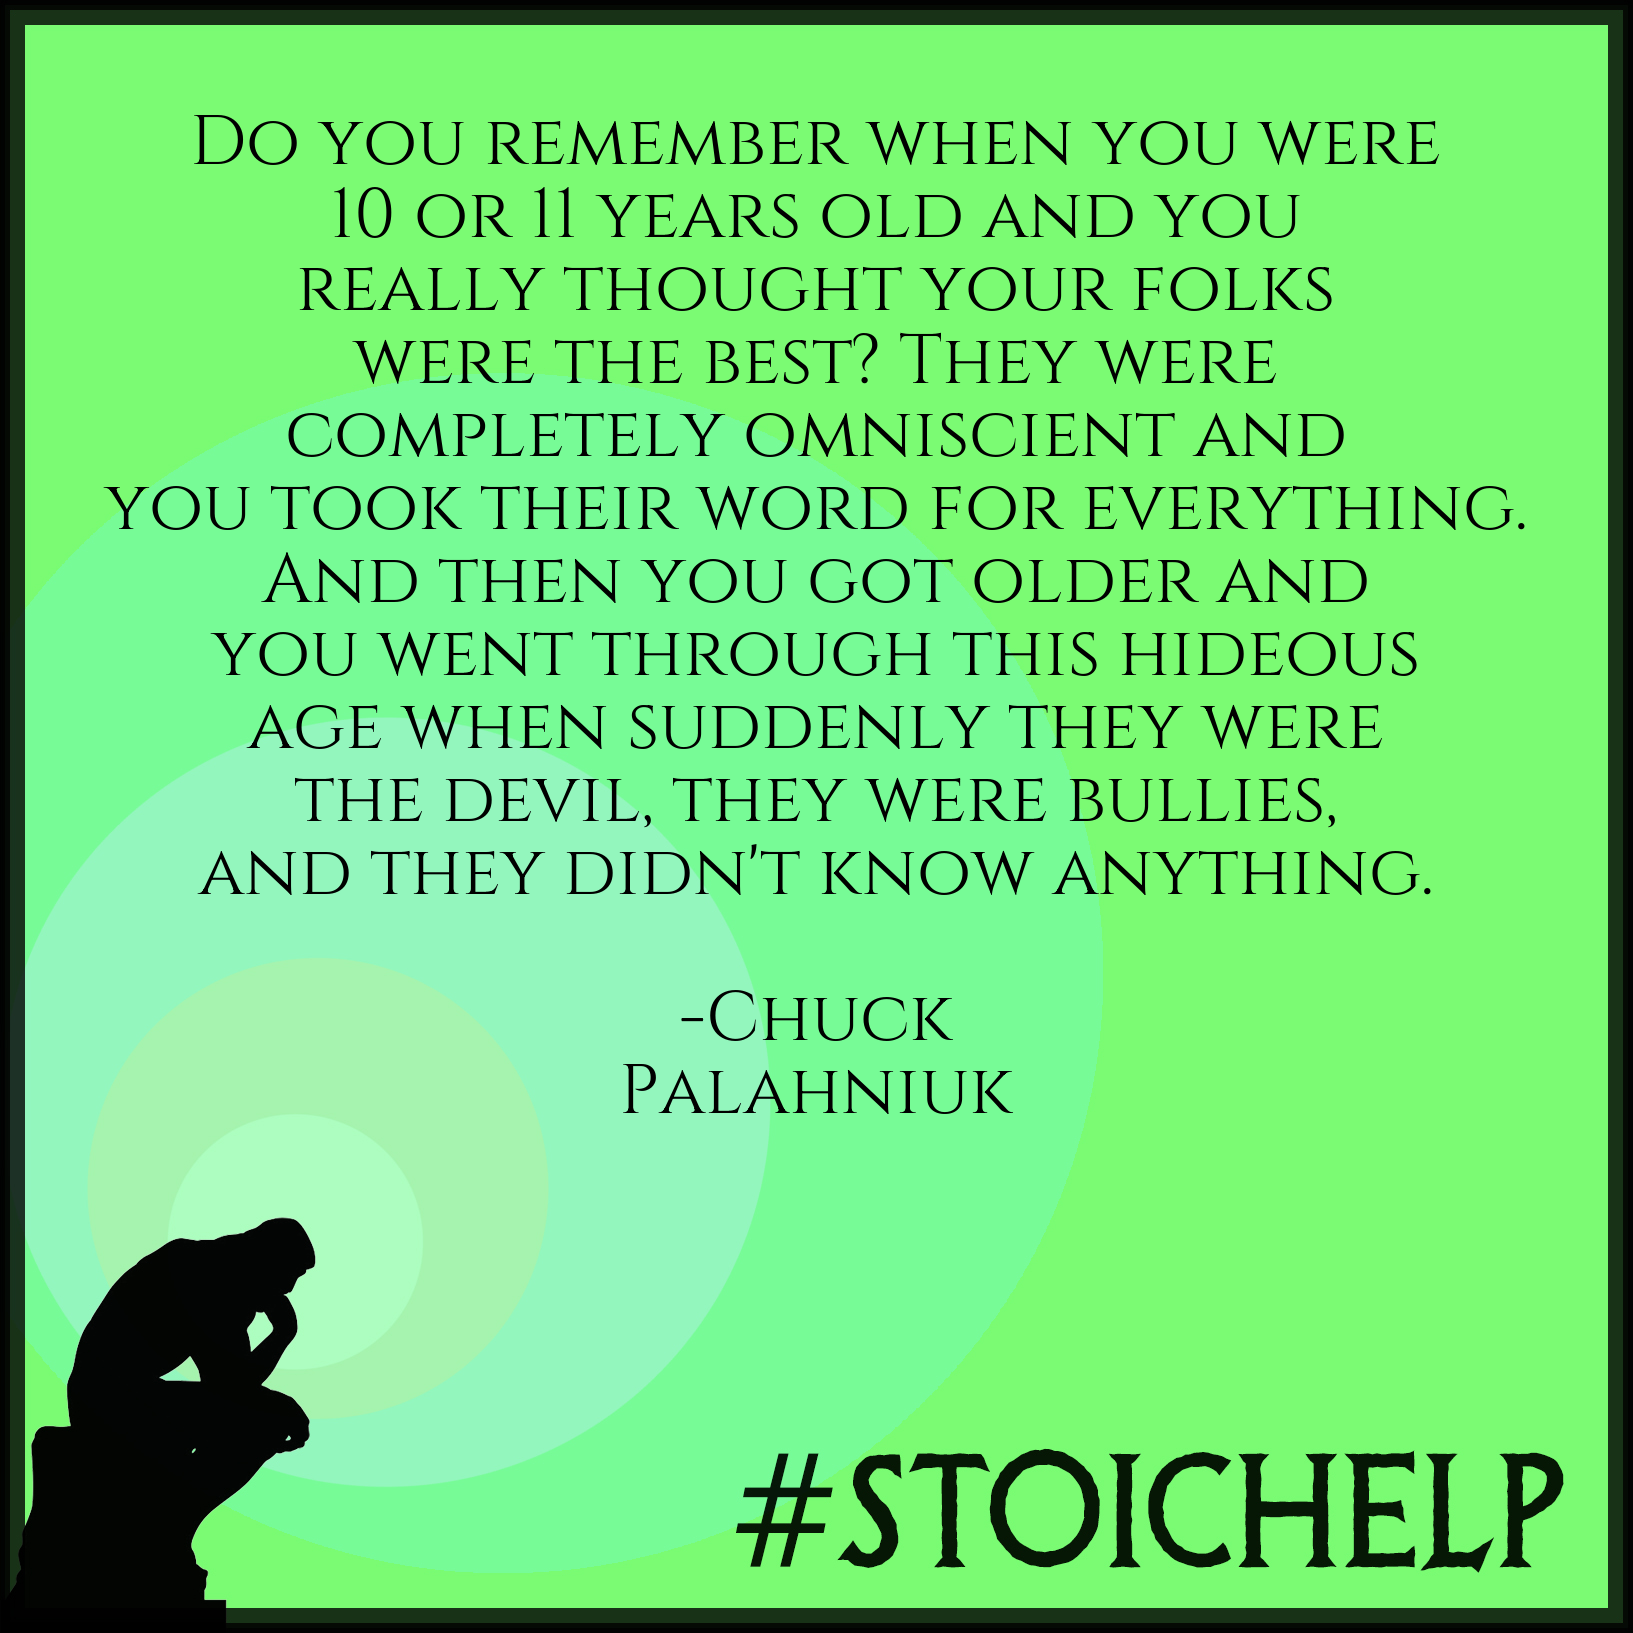 Do you remember when you were
10 or 11 years old and you
really thought your folks
were the best? They were
completely omniscient and
you took their word for everything.
And then you got older and
you went through this hideous
age when suddenly they were
the devil, they were bullies,
and they didn't know anything.
-Chuck
Palahniuk
#STOICHELP